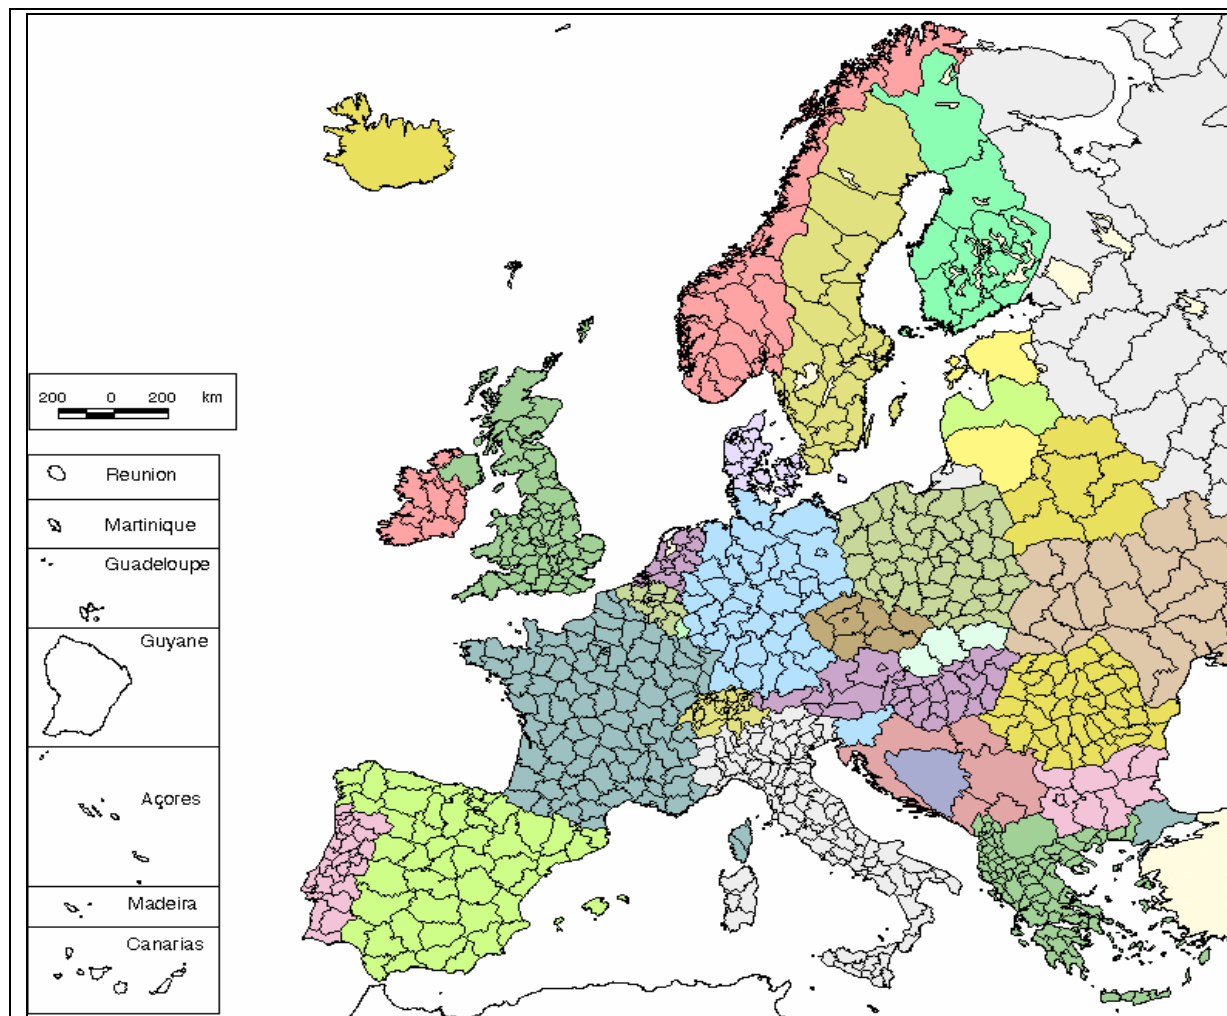 200 0 200 km
Reunion
Martinique
Guadeloupe
Guyane
Açores
Madeira
Canarias